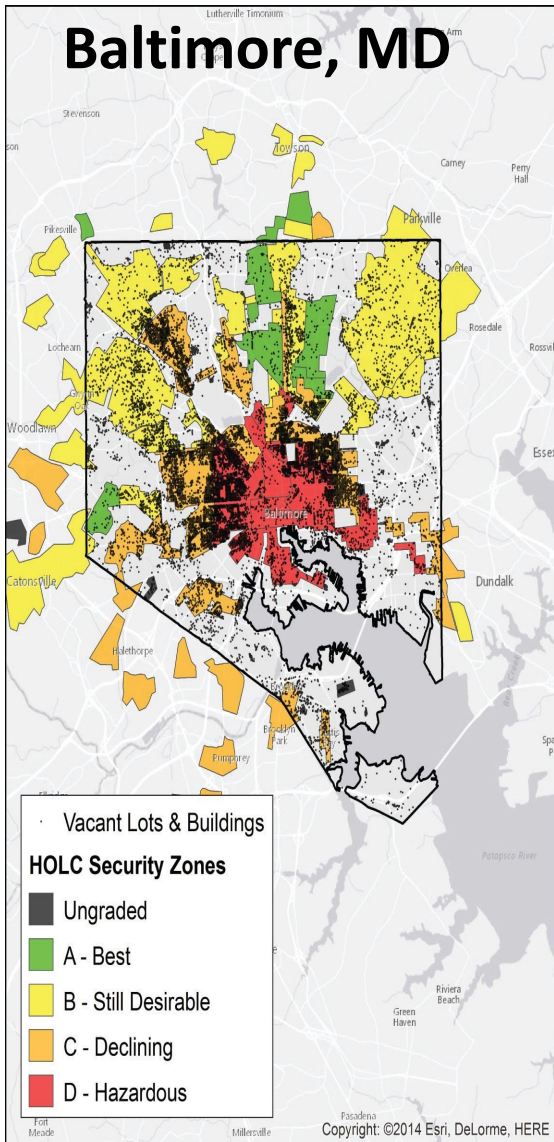 Lutherville Timonium
Baltimore, MD
Arm
Stevenson
Towson
Carney
Perry
Hall
Pikesville
Parkville
Overlea
Rosedale
Lochearn
Woodlawn
Essex
Baltimore
Catonsville
Dundalk
Halethorpe
Brooklyn
Park
Pumphrey
· Vacant Lots & Buildings
HOLC Security Zones
Ungraded
A - Best
B - Still Desirable
C - Declining
D - Hazardous
Patapsco River
Riviera
Beach
Green
Haven
Fort
Meade
Millersville
Pasadena
Copyright: ©2014 Esri, DeLorme, HERE